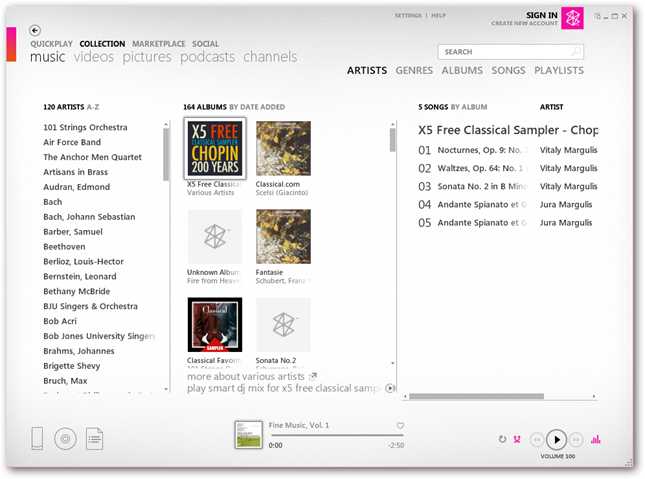 SETTINGS | HELP
SIGN IN
CREATE NEW ACCOUNT
QUICKPLAY COLLECTION MARKETPLACE SOCIAL
music videos pictures podcasts channels
SEARCH
ARTISTS GENRES ALBUMS SONGS PLAYLISTS
120 ARTISTS A-Z
101 Strings Orchestra
Air Force Band
The Anchor Men Quartet
Artisans in Brass
Audran, Edmond
Bach
Bach, Johann Sebastian
Barber, Samuel
Beethoven
Berlioz, Louis-Hector
Bernstein, Leonard
Bethany McBride
BJU Singers & Orchestra
Bob Acri
Bob Jones University Singers
Brahms, Johannes
Brigette Shevy
Bruch, Max
164 ALBUMS BY DATE ADDED
X5 FREE
CLASSICAL SAMPLER
CHOPIN
200 YEARS
X5 Free Classical
Various Artists
Classical.com
Scelsi (Giacinto)
Unknown Album
Fire from Heaven
Fantasie
Schubert, Franz
Classical
SAMPLER
Classical Favorit
101 Strings O
Sonata No.2
more about various artists
play smart dj mix for x5 free classical samp
5 SONGS BY ALBUM
ARTIST
X5 Free Classical Sampler - Chop
01 Nocturnes, Op. 9: No. Vitaly Margulis
02 Waltzes, Op. 64: No. 1 Vitaly Margulis
03 Sonata No. 2 in B Mino Vitaly Margulis
04 Andante Spianato et G Jura Margulis
05 Andante Spianato et G Jura Margulis
Fine Music, Vol. 1
0:00
-2:50
VOLUME 100